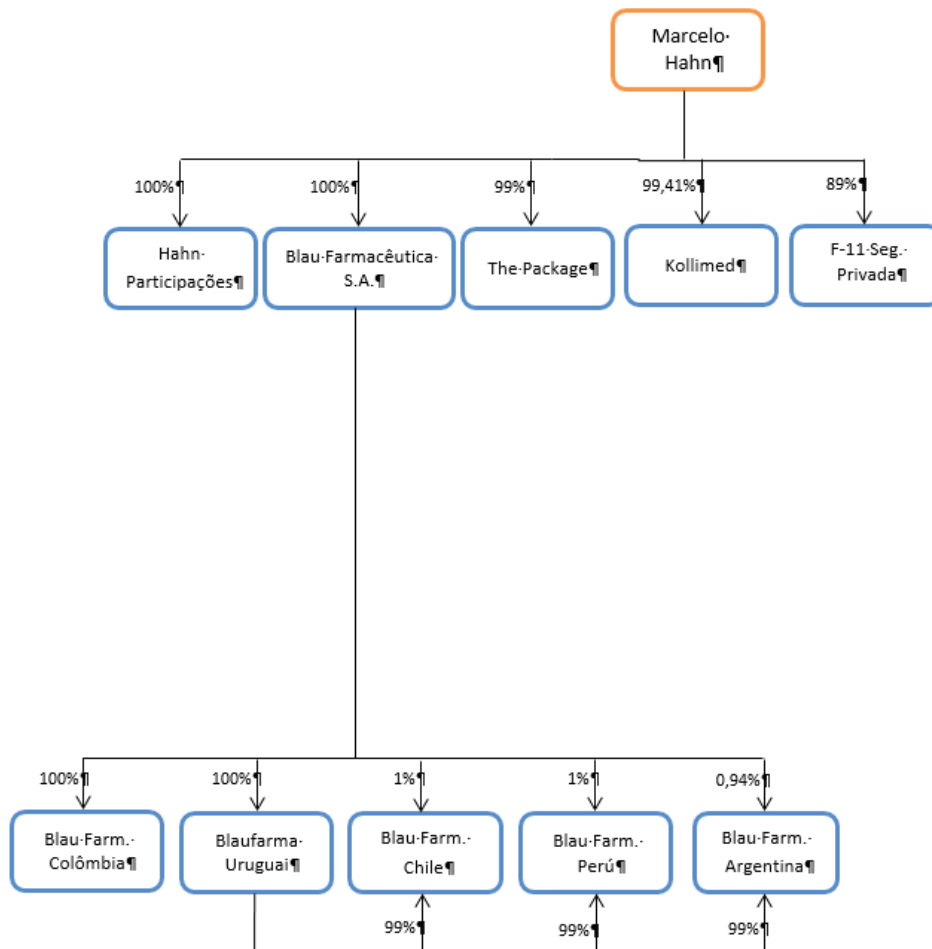 Marcelo·
Hahn¶
100%¶
100%¶
99%¶
99,41%¶
89%¶
Hahn·
Participações¶
Blau·Farmacêutica·
S.A.¶
The·Package¶
Kollimed¶
F-11·Seg.·
Privada¶
100%¶
100%¶
1%¶
1%¶
0,94%¶
Blau·Farm.·
Colômbia¶
Blaufarma·
Uruguai¶
Blau·Farm.·
Chile¶
Blau·Farm.·
Perú¶
Blau·Farm.·
Argentina¶
99%¶
99%¶
99%¶